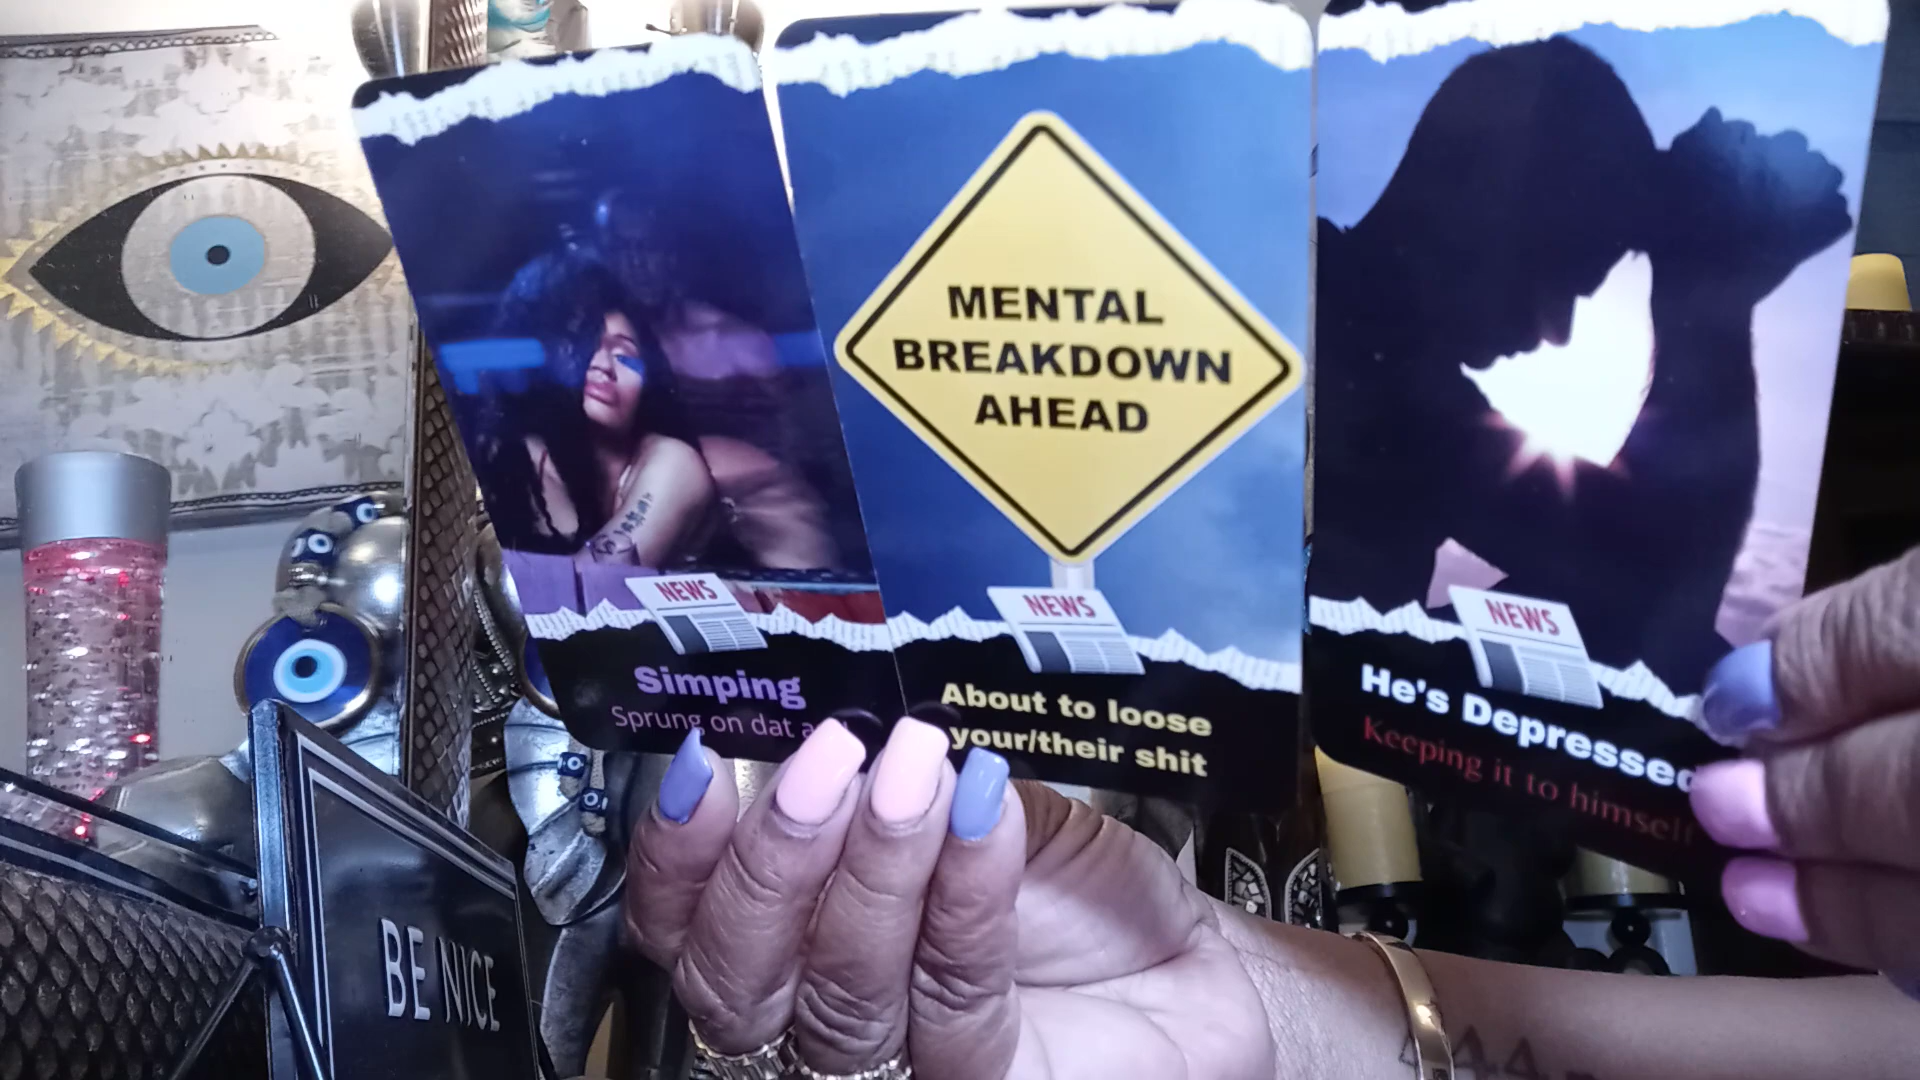 MENTAL
BREAKDOWN
AHEAD
NEWS
Simping
Sprung on dat
NEWS
About to loose
your/their shit
NEWS
He's Depressed
Keeping it to himself
BE NICE